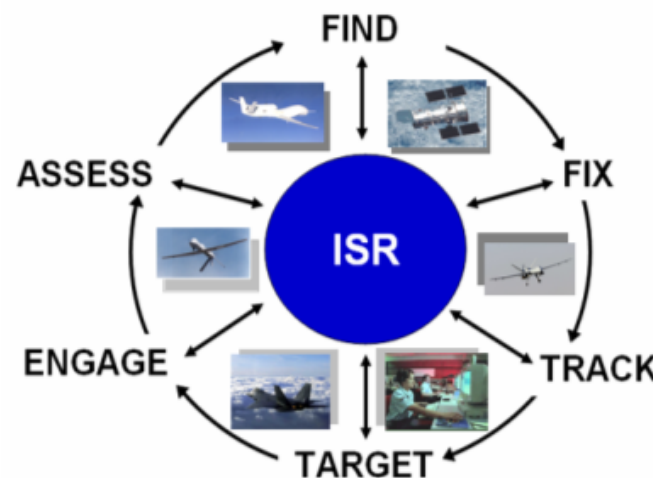 FIND
ASSESS
FIX
ISR
ENGAGE
TRACK
TARGET